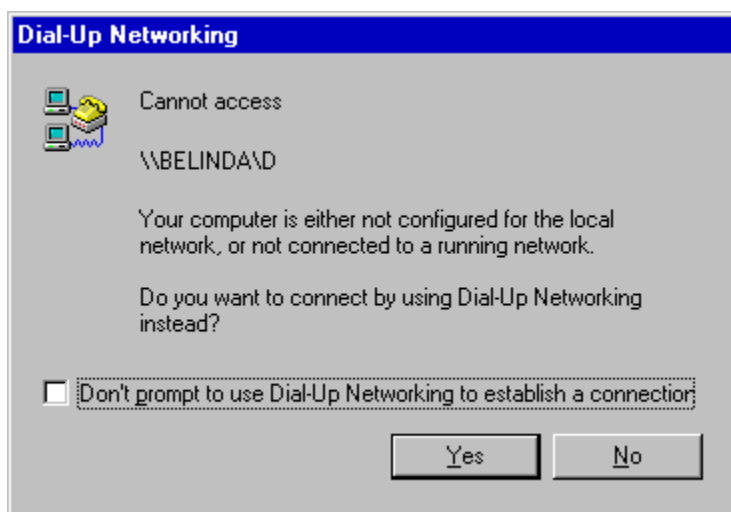 Dial-Up Networking
Cannot access
\\BELINDA\D
Your computer is either not configured for the local
network, or not connected to a running network.
Do you want to connect by using Dial-Up Networking
instead?
Don't prompt to use Dial-Up Networking to establish a connection
Yes
No